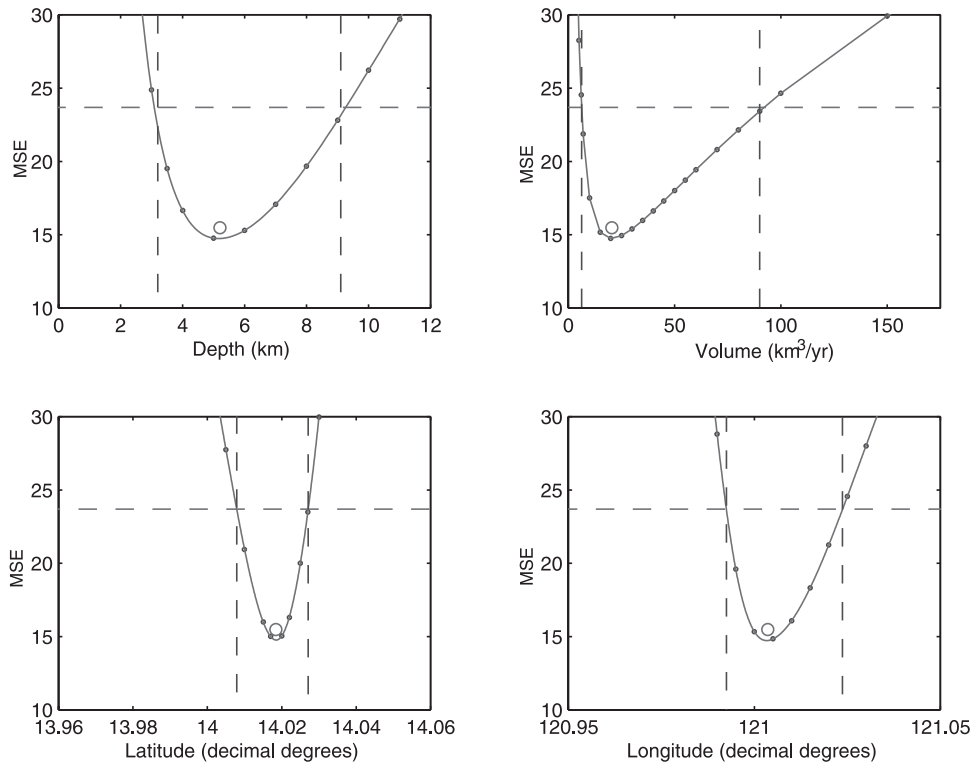 30
25
20
15
10
MSE
0 2 4 6 8 10 12
Depth (km)
30
25
20
15
10
MSE
0 50 100 150
Volume (km³/yr)
30
25
20
15
10
MSE
13.96 13.98 14 14.02 14.04 14.06
Latitude (decimal degrees)
30
25
20
15
10
MSE
120.95 121 121.05
Longitude (decimal degrees)